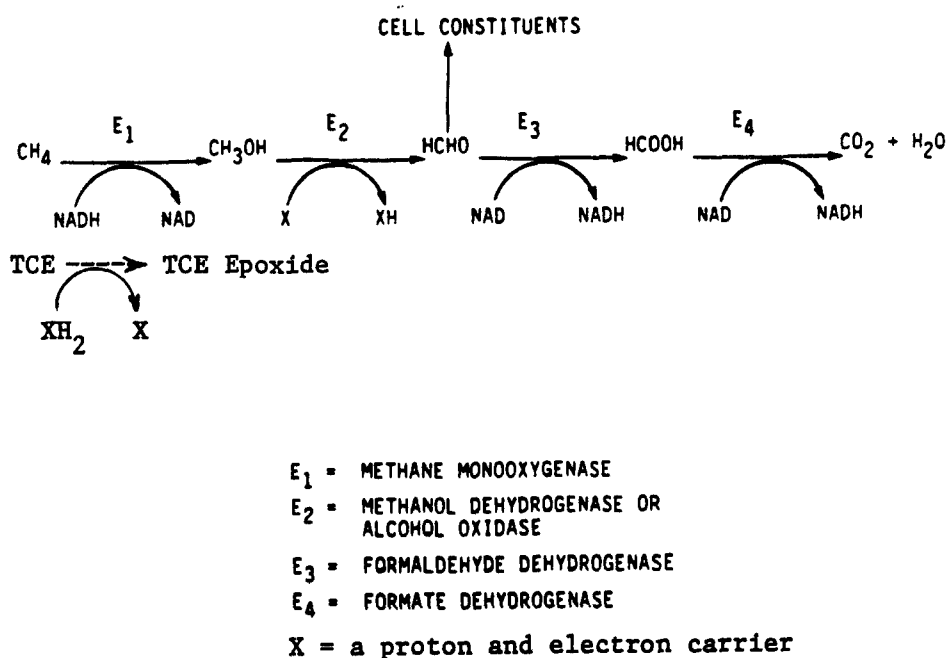 CELL CONSTITUENTS
E1 E2 E3 E4
CH4 CH3OH HCHO HCOOH CO2 + H2O
NADH NAD X XH NAD NADH NAD NADH
TCE TCE Epoxide
XH2 X
E1 = METHANE MONOOXYGENASE
E2 = METHANOL DEHYDROGENASE OR
ALCOHOL OXIDASE
E3 = FORMALDEHYDE DEHYDROGENASE
E4 = FORMATE DEHYDROGENASE
X = a proton and electron carrier